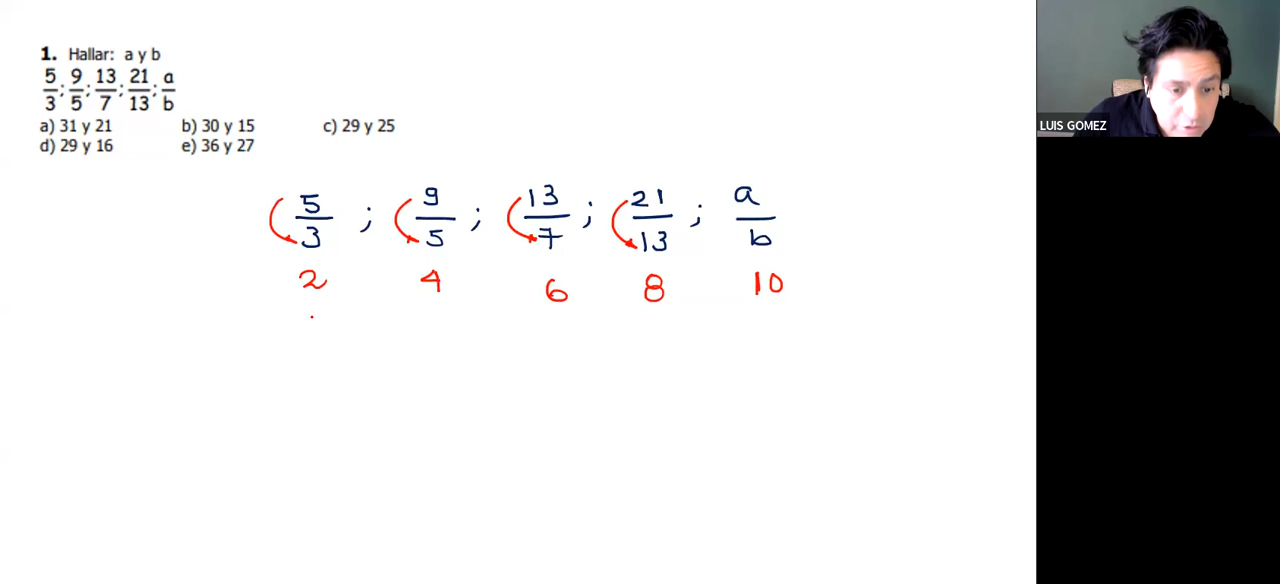 1. Hallar: a y b
5/3; 9/5; 13/7; 21/13; a/b
a) 31 y 21 b) 30 y 15 c) 29 y 25
d) 29 y 16 e) 36 y 27
5/3 ; 9/5 ; 13/7 ; 21/13 ; a/b
2 4 6 8 10
LUIS GOMEZ